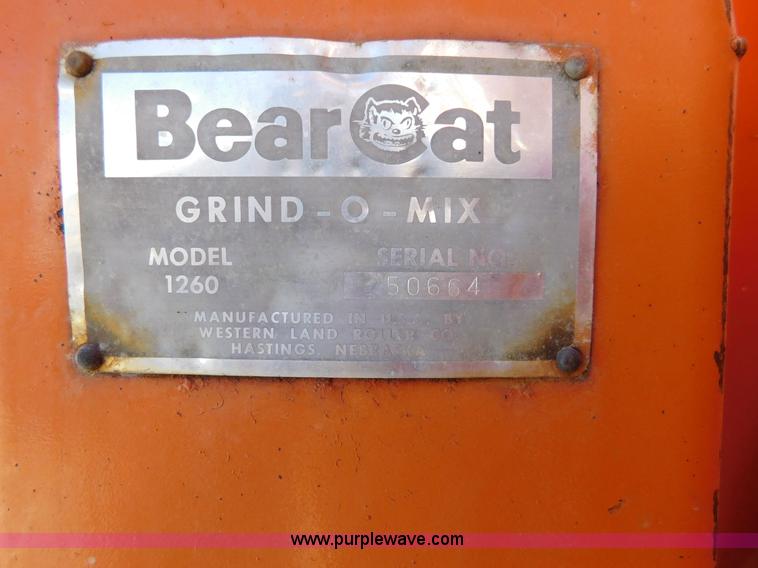 BearCat
GRIND-O-MIX
MODEL SERIAL NO.
1260 250664
MANUFACTURED IN U.S.A. BY
WESTERN LAND ROLLER CO.
HASTINGS, NEBRASKA
www.purplewave.com